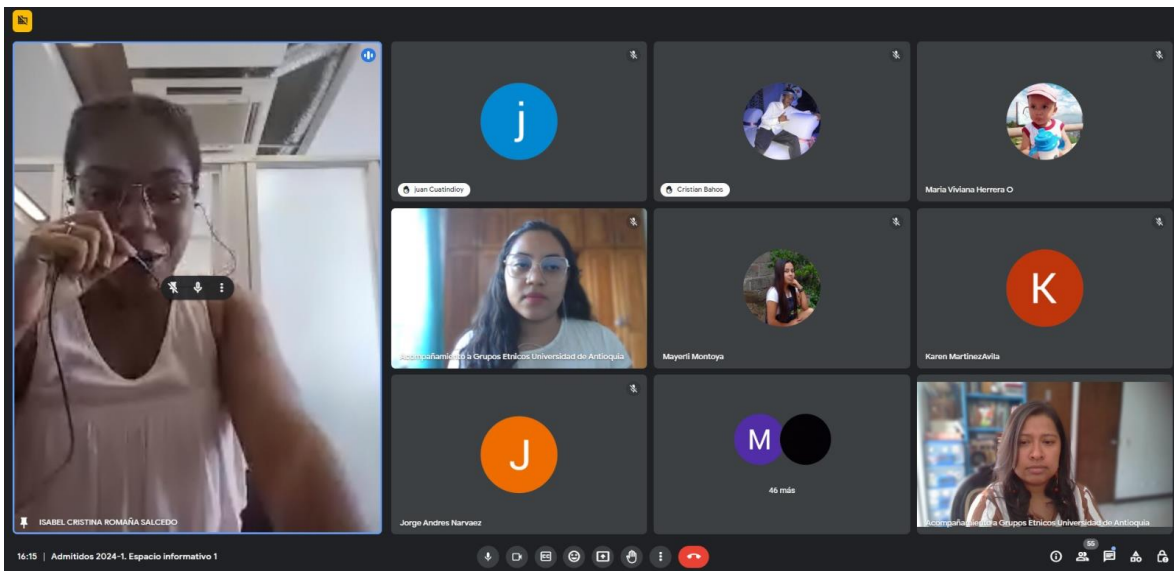 j
juan Cuatindioy
Cristian Bahos
Maria Viviana Herrera O
Acompañamiento a Grupos Etnicos Universidad de Antioquia
Mayerli Montoya
K
Karen MartinezAvila
ISABEL CRISTINA ROMAÑA SALCEDO
J
Jorge Andres Narvaez
M
46 más
Acompañamiento a Grupos Etnicos Universidad de Antioquia
16:15 | Admitidos 2024-1. Espacio informativo 1
CC
55